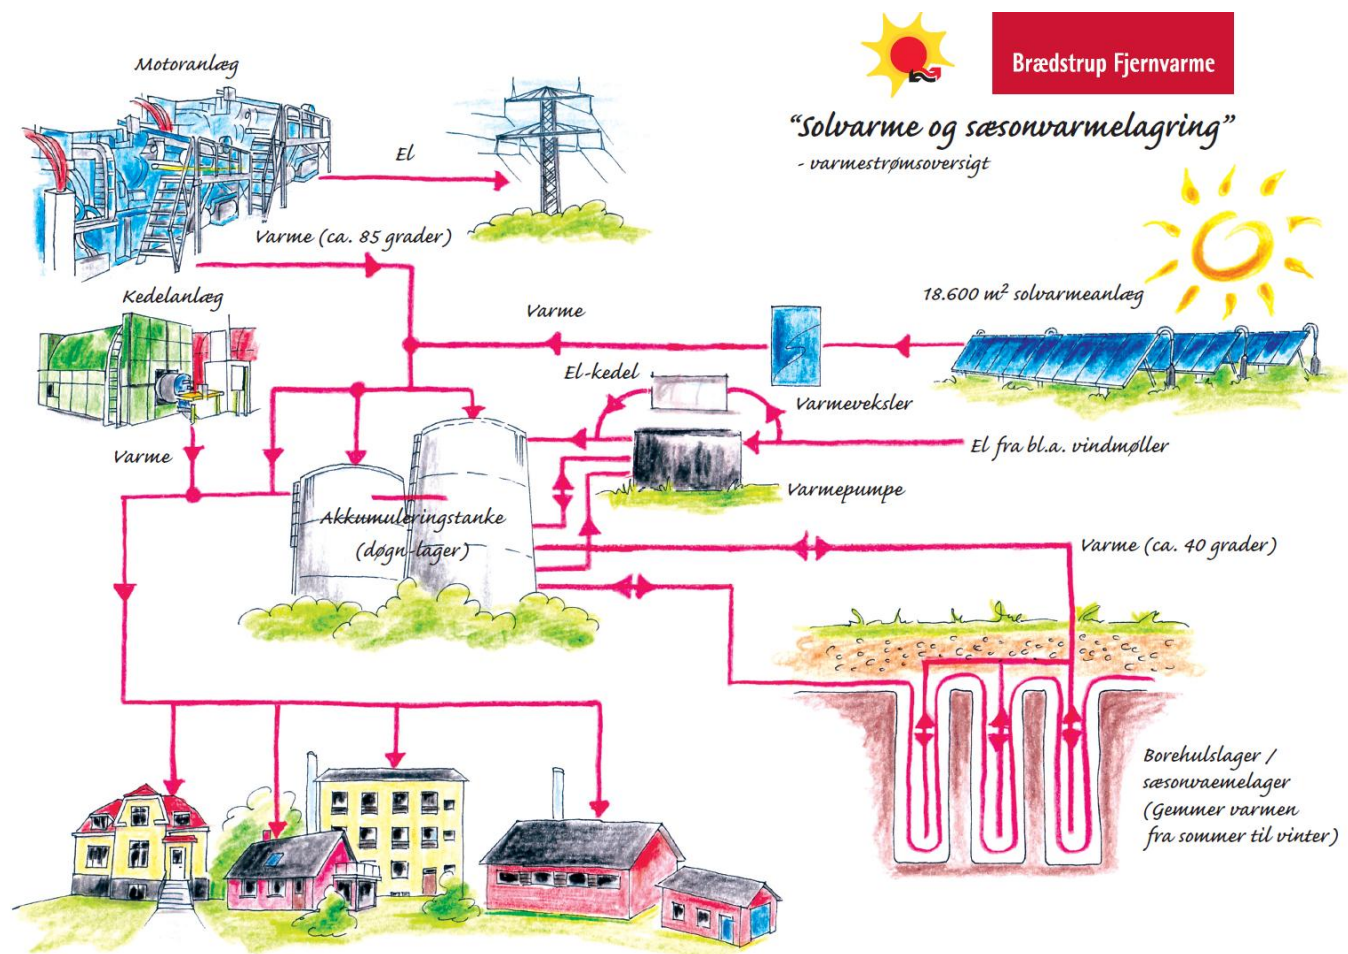 Brædstrup Fjernvarme
"Solvarme og sæsonvarmelagring"
- varmestrømsoversigt
Motoranlæg
El
Varme (ca. 85 grader)
Kedelanlæg
Varme
18.600 m² solvarmeanlæg
El-kedel
Varmeveksler
Varme
El fra bl.a. vindmøller
Varmepumpe
Akkumuleringstanke
(døgn-lager)
Varme (ca. 40 grader)
Borehulslager /
sæsonvaemelager
(Gemmer varmen
fra sommer til vinter)